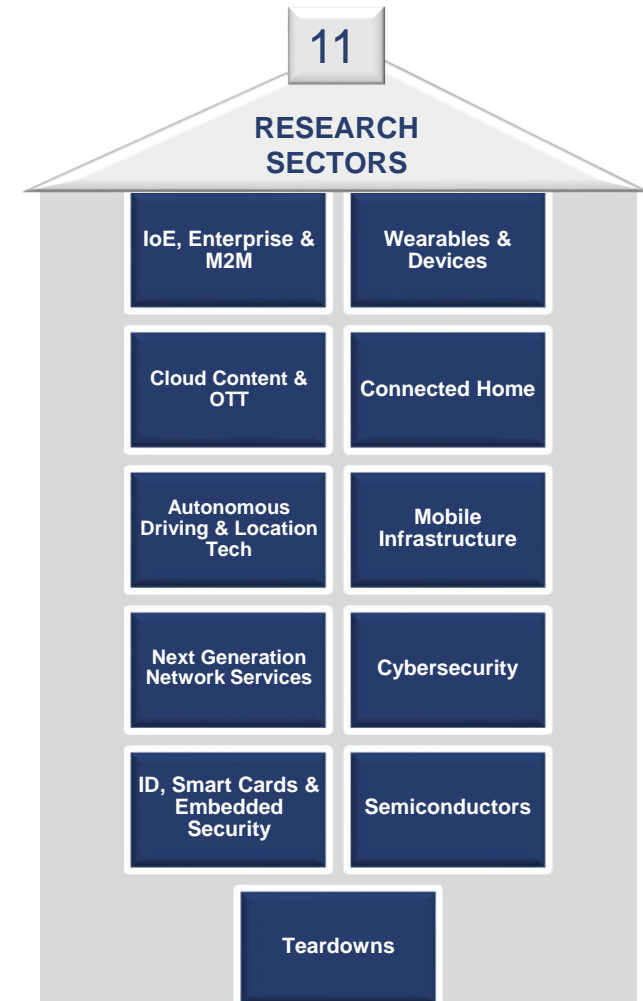 11
RESEARCH
SECTORS
IoE, Enterprise &
M2M
Wearables &
Devices
Cloud Content &
OTT
Connected Home
Autonomous
Driving & Location
Tech
Mobile
Infrastructure
Next Generation
Network Services
Cybersecurity
ID, Smart Cards &
Embedded
Security
Semiconductors
Teardowns